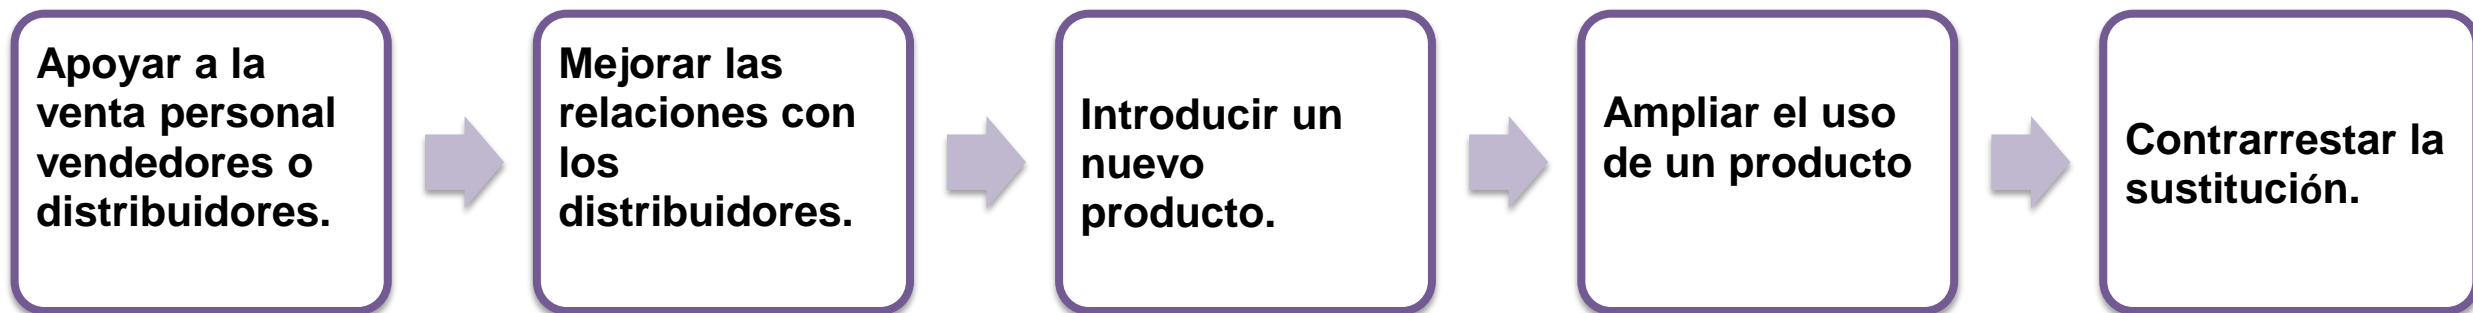 Apoyar a la
venta personal
vendedores o
distribuidores.
Mejorar las
relaciones con
los
distribuidores.
Introducir un
nuevo
producto.
Ampliar el uso
de un producto
Contrarrestar la
sustitución.